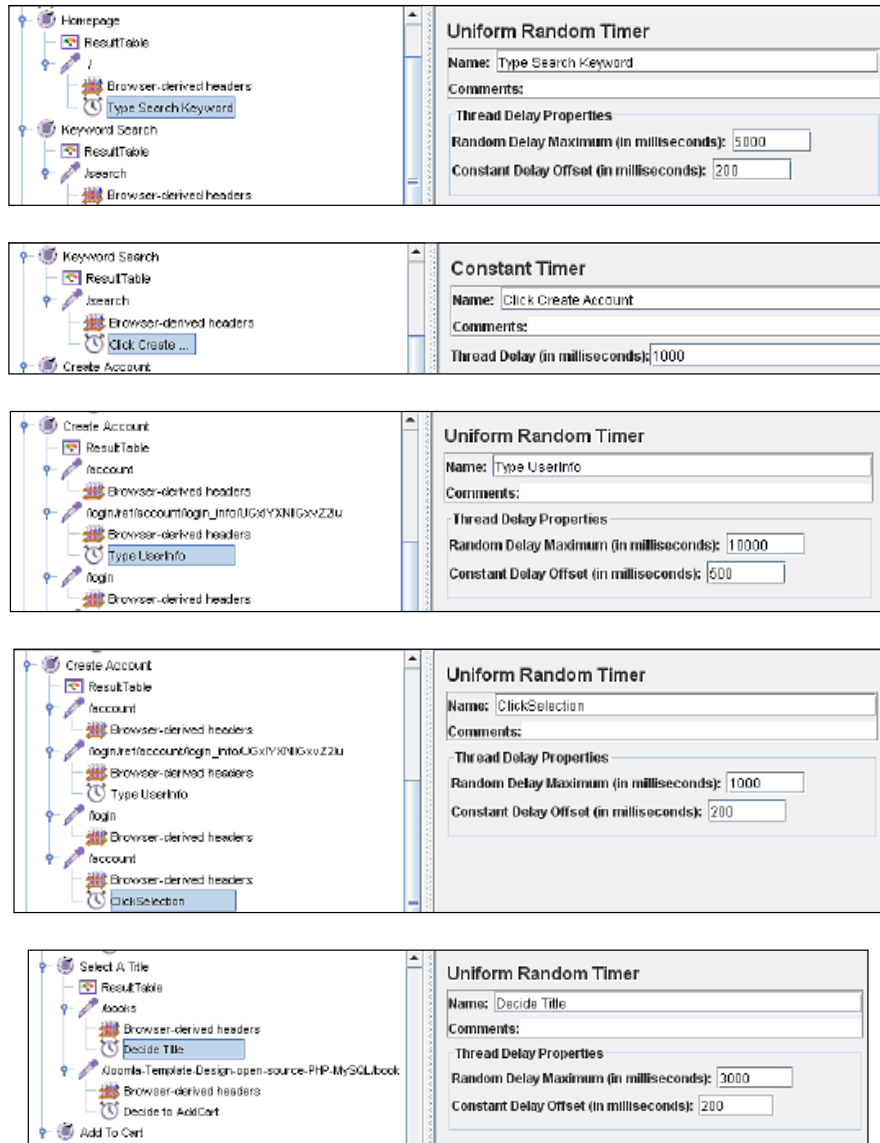 Homepage
ResultTable
/
Browser-derived headers
Type Search Keyword
Keyword Search
ResultTable
/search
Browser-derived headers
Uniform Random Timer
Name: Type Search Keyword
Comments:
Thread Delay Properties
Random Delay Maximum (in milliseconds): 5000
Constant Delay Offset (in milliseconds): 200
Keyword Search
ResultTable
/search
Browser-derived headers
Click Create ...
Create Account
Constant Timer
Name: Click Create Account
Comments:
Thread Delay (in milliseconds): 1000
Create Account
ResultTable
/account
Browser-derived headers
Browser-derived headers
Type UserInfo
/login
Browser-derived headers
Uniform Random Timer
Name: Type UserInfo
Comments:
Thread Delay Properties
Random Delay Maximum (in milliseconds): 10000
Constant Delay Offset (in milliseconds): 500
Create Account
ResultTable
/account
Browser-derived headers
Browser-derived headers
Type UserInfo
/login
Browser-derived headers
/account
Browser-derived headers
ClickSelection
Uniform Random Timer
Name: ClickSelection
Comments:
Thread Delay Properties
Random Delay Maximum (in milliseconds): 1000
Constant Delay Offset (in milliseconds): 200
Select A Title
ResultTable
/books
Browser-derived headers
Decide Title
/Joomla-Template-Design-open-source-PHP-MySQL/book
Browser-derived headers
Decide to AddCart
Add To Cart
Uniform Random Timer
Name: Decide Title
Comments:
Thread Delay Properties
Random Delay Maximum (in milliseconds): 3000
Constant Delay Offset (in milliseconds): 200